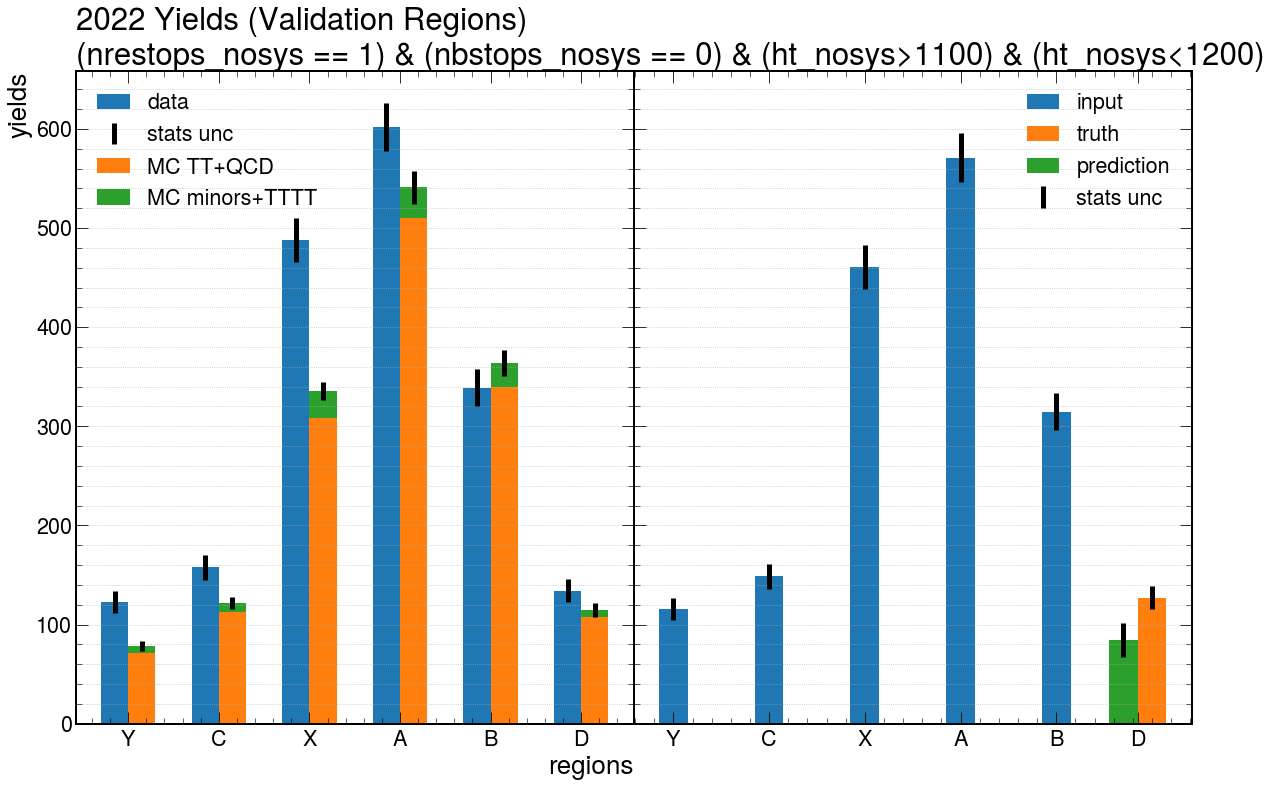 2022 Yields (Validation Regions)
(nrestops_nosys == 1) & (nbstops_nosys == 0) & (ht_nosys>1100) & (ht_nosys<1200)
yields
data
stats unc
MC TT+QCD
MC minors+TTTT
input
truth
prediction
stats unc
600
500
400
300
200
100
0
Y C X A B D
Y C X A B D
regions